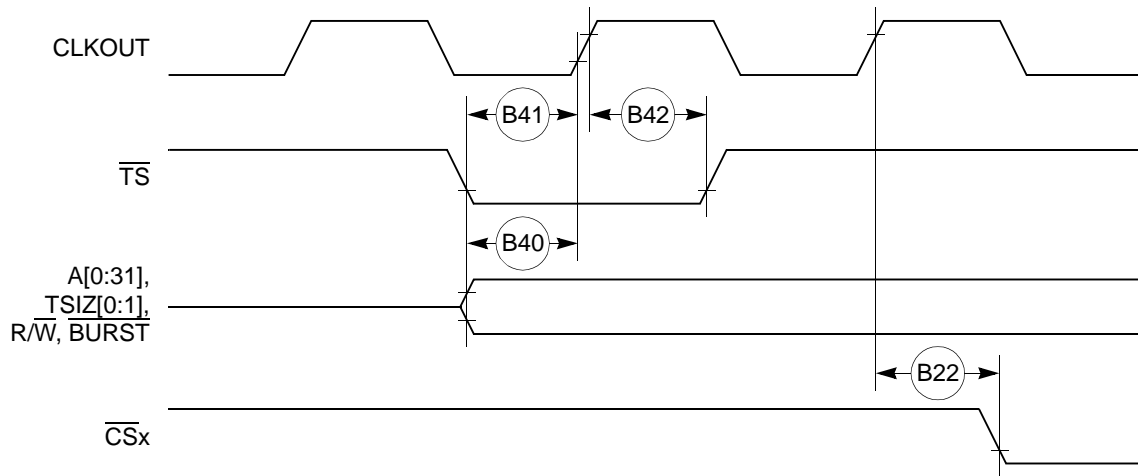 CLKOUT
B41
B42
TS
B40
A[0:31],
TSIZ[0:1],
R/W, BURST
B22
CSx